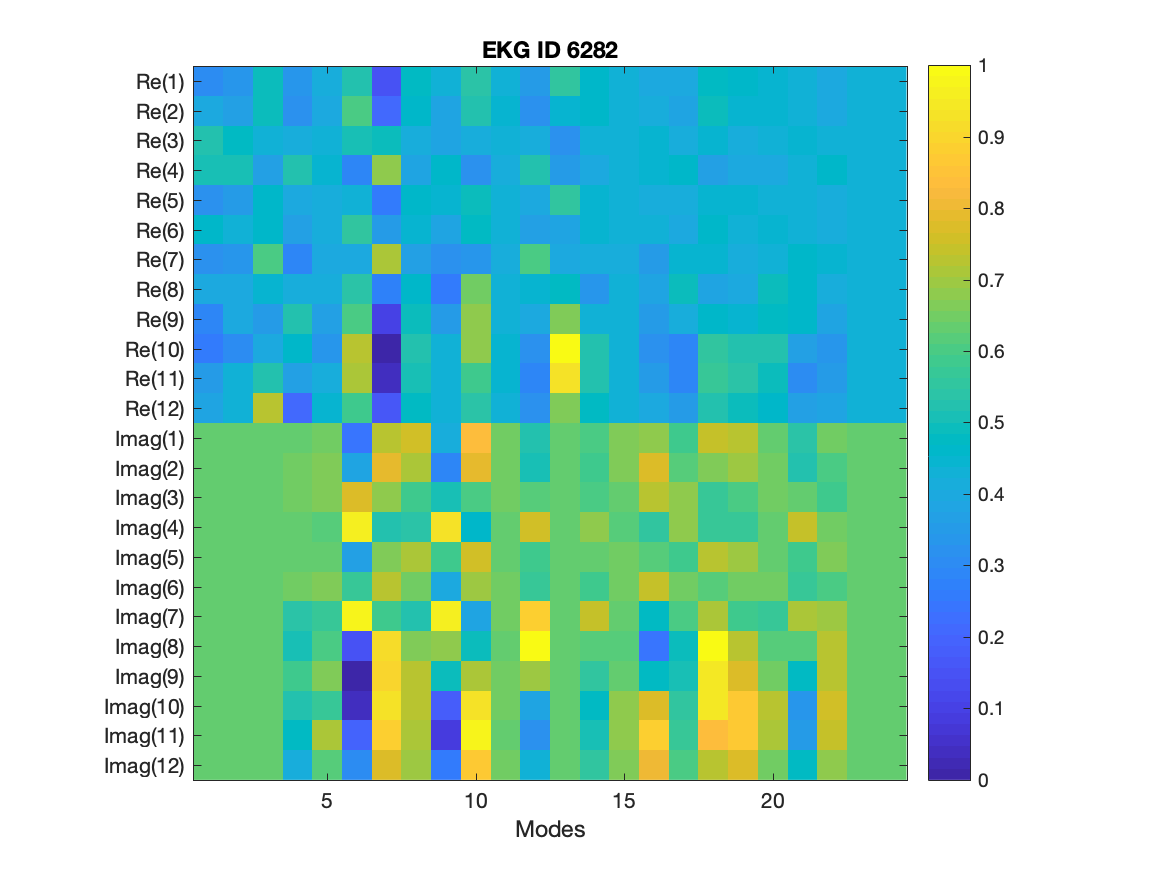 EKG ID 6282
Re(1)
Re(2)
Re(3)
Re(4)
Re(5)
Re(6)
Re(7)
Re(8)
Re(9)
Re(10)
Re(11)
Re(12)
Imag(1)
Imag(2)
Imag(3)
Imag(4)
Imag(5)
Imag(6)
Imag(7)
Imag(8)
Imag(9)
Imag(10)
Imag(11)
Imag(12)
5 10 15 20
Modes
1
0.9
0.8
0.7
0.6
0.5
0.4
0.3
0.2
0.1
0